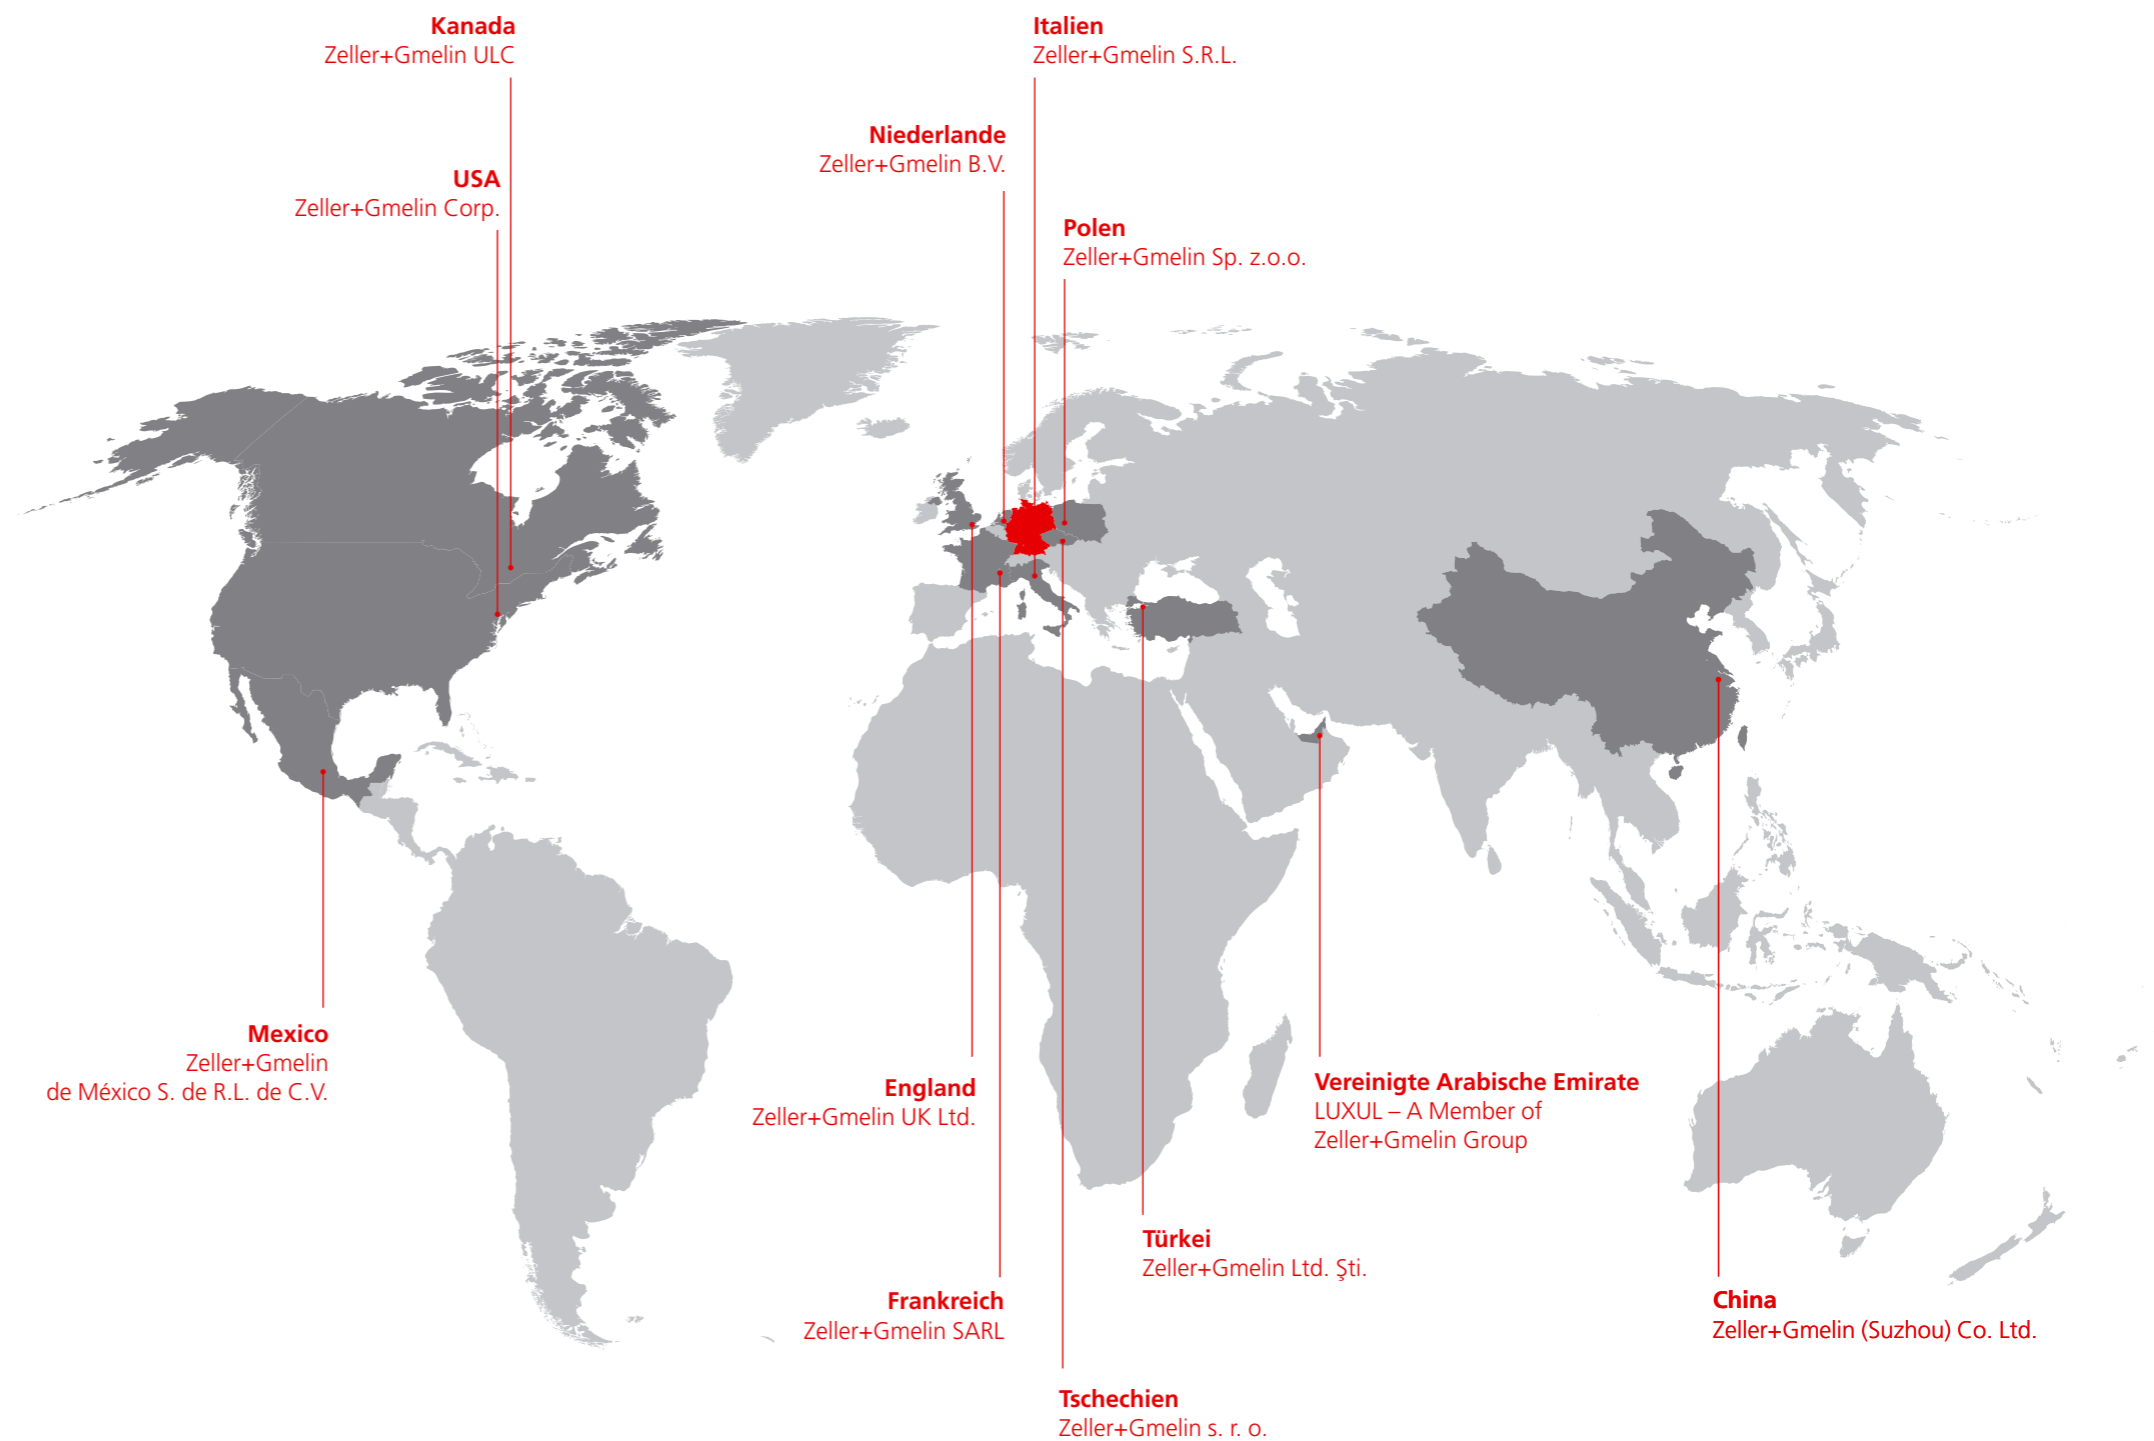 Kanada
Zeller+Gmelin ULC
Italien
Zeller+Gmelin S.R.L.
Niederlande
Zeller+Gmelin B.V.
USA
Zeller+Gmelin Corp.
Polen
Zeller+Gmelin Sp. z.o.o.
Mexico
Zeller+Gmelin
de México S. de R.L. de C.V.
England
Zeller+Gmelin UK Ltd.
Vereinigte Arabische Emirate
LUXUL – A Member of
Zeller+Gmelin Group
Türkei
Zeller+Gmelin Ltd. Şti.
Frankreich
Zeller+Gmelin SARL
China
Zeller+Gmelin (Suzhou) Co. Ltd.
Tschechien
Zeller+Gmelin s. r. o.